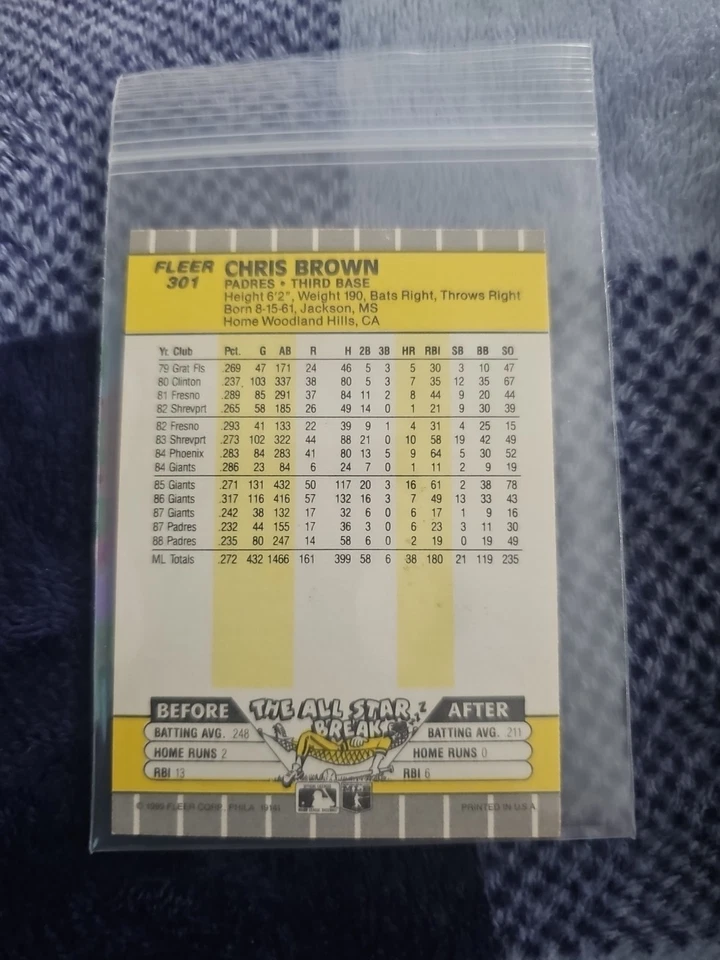 FLEER 301 CHRIS BROWN
PADRES • THIRD BASE
Height 6'2", Weight 190, Bats Right, Throws Right
Born 8-15-61, Jackson, MS
Home Woodland Hills, CA
Yr. Club Pct. G AB R H 2B 3B HR RBI SB BB SO
79 Grat Fls .269 47 171 24 46 5 3 5 30 3 10 47
80 Clinton .237 103 337 38 80 5 3 7 35 12 35 67
81 Fresno .289 85 291 37 84 11 2 8 44 9 20 44
82 Shrevprt .265 58 185 26 49 14 0 1 21 9 30 39
82 Fresno .293 41 133 22 39 9 1 4 31 4 25 15
83 Shrevprt .273 102 322 44 88 21 0 10 58 19 42 49
84 Phoenix .283 84 283 41 80 13 5 9 64 5 30 52
84 Giants .286 23 84 6 24 7 0 1 11 2 9 19
85 Giants .271 131 432 50 117 20 3 16 61 2 38 78
86 Giants .317 116 416 57 132 16 3 7 49 13 33 43
87 Giants .242 38 132 17 32 6 0 6 17 1 9 16
87 Padres .232 44 155 17 36 3 0 6 23 3 11 30
88 Padres .235 80 247 14 58 6 0 2 19 0 19 49
ML Totals .272 432 1466 161 399 58 6 38 180 21 119 235
BEFORE THE ALL STAR BREAK AFTER
BATTING AVG. 248 BATTING AVG. 211
HOME RUNS 2 HOME RUNS 0
RBI 13 RBI 6
© 1989 FLEER CORP., PHILA. 19141 PRINTED IN U.S.A.